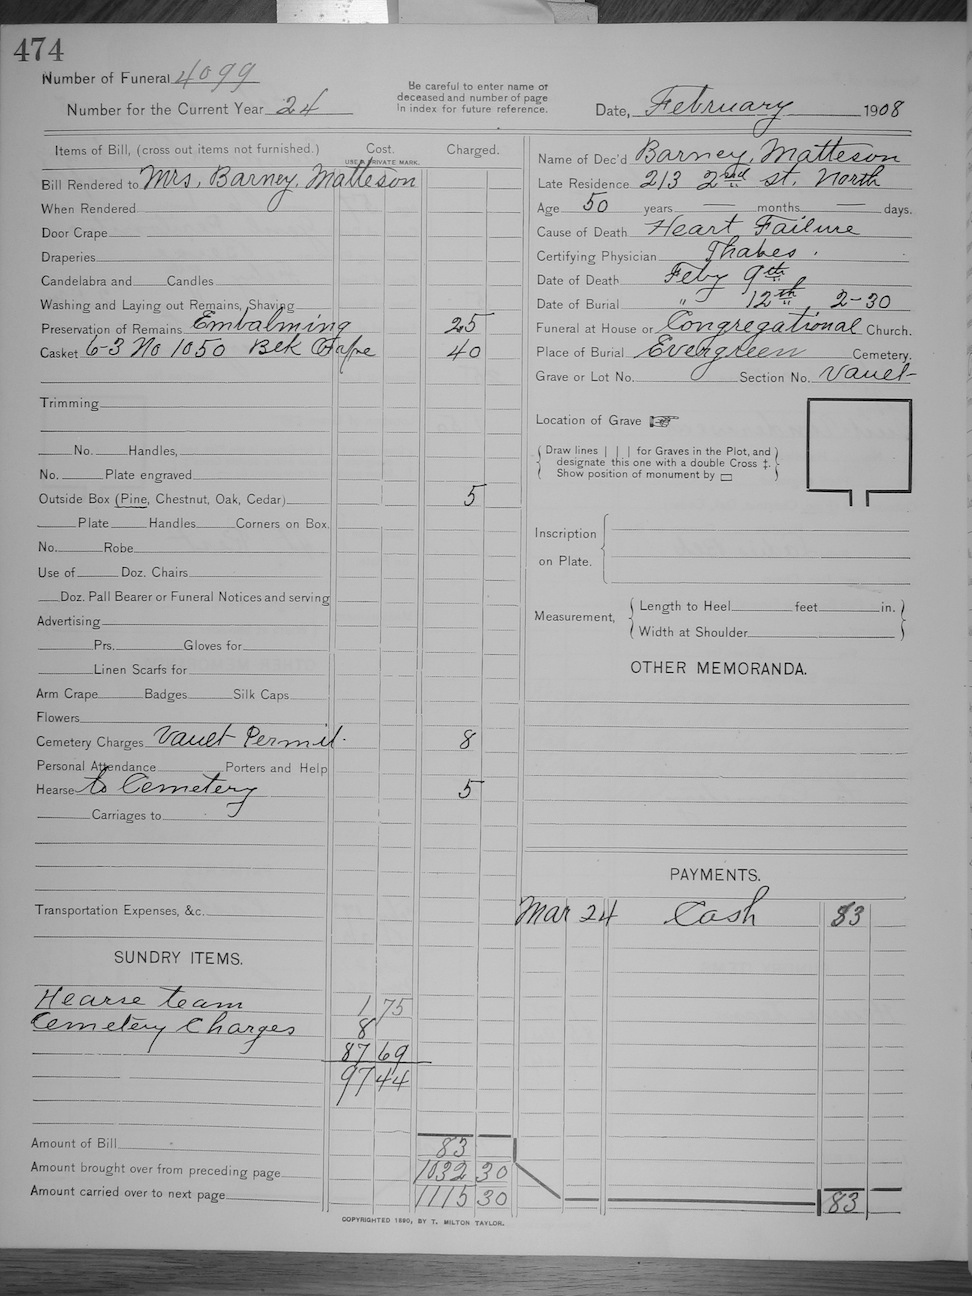 474
Number of Funeral 4099
Number for the Current Year 24
Be careful to enter name of
deceased and number of page
In index for future reference.
Date, February 1908
Items of Bill, (cross out items not furnished.) Cost. Charged.
USE A PRIVATE MARK.
Bill Rendered to Mrs. Barney, Matteson
When Rendered
Door Crape
Draperies
Candelabra and Candles
Washing and Laying out Remains, Shaving
Preservation of Remains Embalming 25
Casket 6-3 No 1050 Blk 40
Trimming
No. Handles,
No. Plate engraved
Outside Box (Pine, Chestnut, Oak, Cedar) 5
Plate Handles Corners on Box.
No. Robe
Use of Doz. Chairs
Doz. Pall Bearer or Funeral Notices and serving
Advertising
Prs. Gloves for
Linen Scarfs for
Arm Crape Badges Silk Caps
Flowers
Cemetery Charges Vault Permit. 8
Personal Attendance Porters and Help
Hearse to Cemetery 5
Carriages to
Transportation Expenses, &c.
SUNDRY ITEMS.
Hearse team 1 75
Cemetery Charges 8
87 69
97 44
Amount of Bill 83
Amount brought over from preceding page 1032 30
Amount carried over to next page 1115 30
Name of Dec'd Barney, Matteson
Late Residence 213 2nd st. North
Age 50 years — months — days.
Cause of Death Heart Failure
Certifying Physician Thabes.
Date of Death Feby 9th
Date of Burial " 12th 2-30
Funeral at House or Congregational Church.
Place of Burial Evergreen Cemetery.
Grave or Lot No. Section No. Vault
Location of Grave ☞
Draw lines | | | for Graves in the Plot, and
designate this one with a double Cross ‡.
Show position of monument by ▭
Inscription
on Plate.
Measurement, Length to Heel feet in.
Width at Shoulder
OTHER MEMORANDA.
PAYMENTS.
Mar 24 Cash 83
83
COPYRIGHTED 1890, BY T. MILTON TAYLOR.